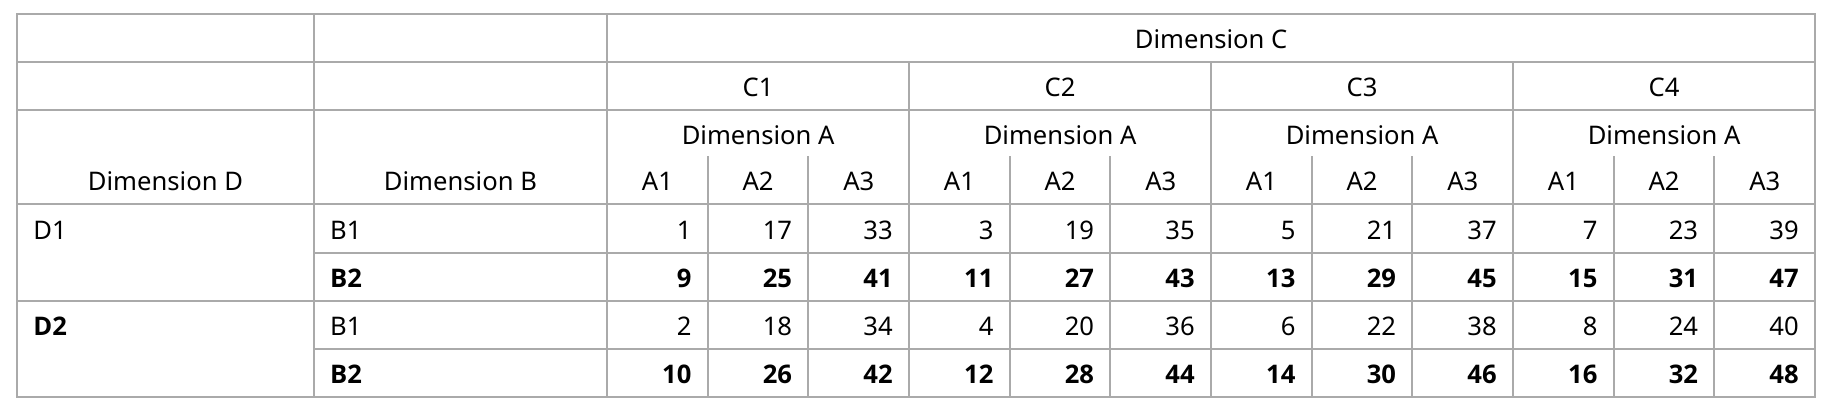 Dimension C
C1 C2 C3 C4
Dimension A Dimension A Dimension A Dimension A
Dimension D Dimension B A1 A2 A3 A1 A2 A3 A1 A2 A3 A1 A2 A3
D1 B1 1 17 33 3 19 35 5 21 37 7 23 39
B2 9 25 41 11 27 43 13 29 45 15 31 47
D2 B1 2 18 34 4 20 36 6 22 38 8 24 40
B2 10 26 42 12 28 44 14 30 46 16 32 48